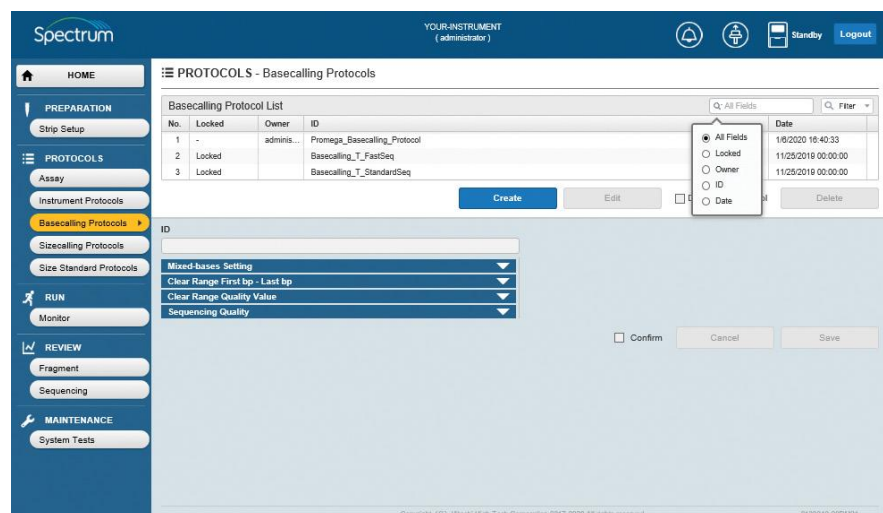 Spectrum
YOUR-INSTRUMENT
( administrator )
Standby
Logout
HOME
PREPARATION
Strip Setup
PROTOCOLS
Assay
Instrument Protocols
Basecalling Protocols
Sizecalling Protocols
Size Standard Protocols
RUN
Monitor
REVIEW
Fragment
Sequencing
MAINTENANCE
System Tests
PROTOCOLS - Basecalling Protocols
Basecalling Protocol List
All Fields
Filter
No. Locked Owner ID Date
1 - adminis... Promega_Basecalling_Protocol 1/6/2020 16:40:33
2 Locked Basecalling_T_FastSeq 11/25/2019 00:00:00
3 Locked Basecalling_T_StandardSeq 11/25/2019 00:00:00
All Fields
Locked
Owner
ID
Date
Create
Edit
Delete
ID
Mixed-bases Setting
Clear Range First bp - Last bp
Clear Range Quality Value
Sequencing Quality
Confirm
Cancel
Save